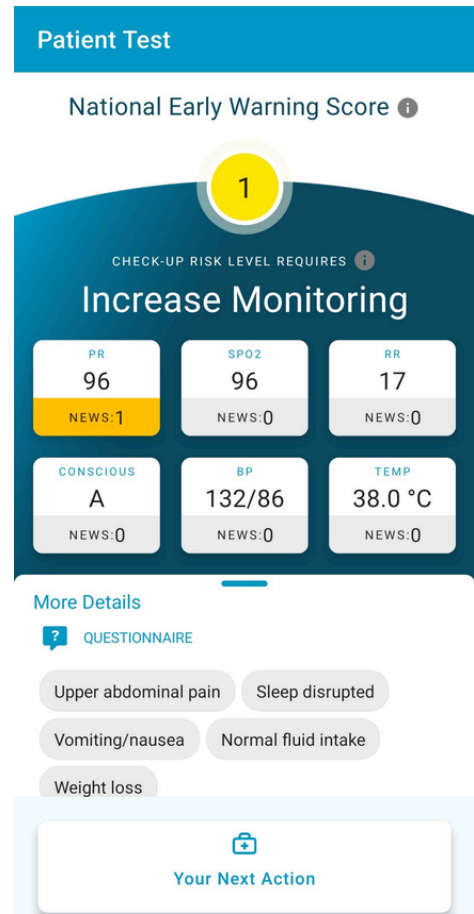 Patient Test
National Early Warning Score i
1
CHECK-UP RISK LEVEL REQUIRES i
Increase Monitoring
PR
96
NEWS:1
SPO2
96
NEWS:0
RR
17
NEWS:0
CONSCIOUS
A
NEWS:0
BP
132/86
NEWS:0
TEMP
38.0 °C
NEWS:0
More Details
? QUESTIONNAIRE
Upper abdominal pain
Sleep disrupted
Vomiting/nausea
Normal fluid intake
Weight loss
Your Next Action